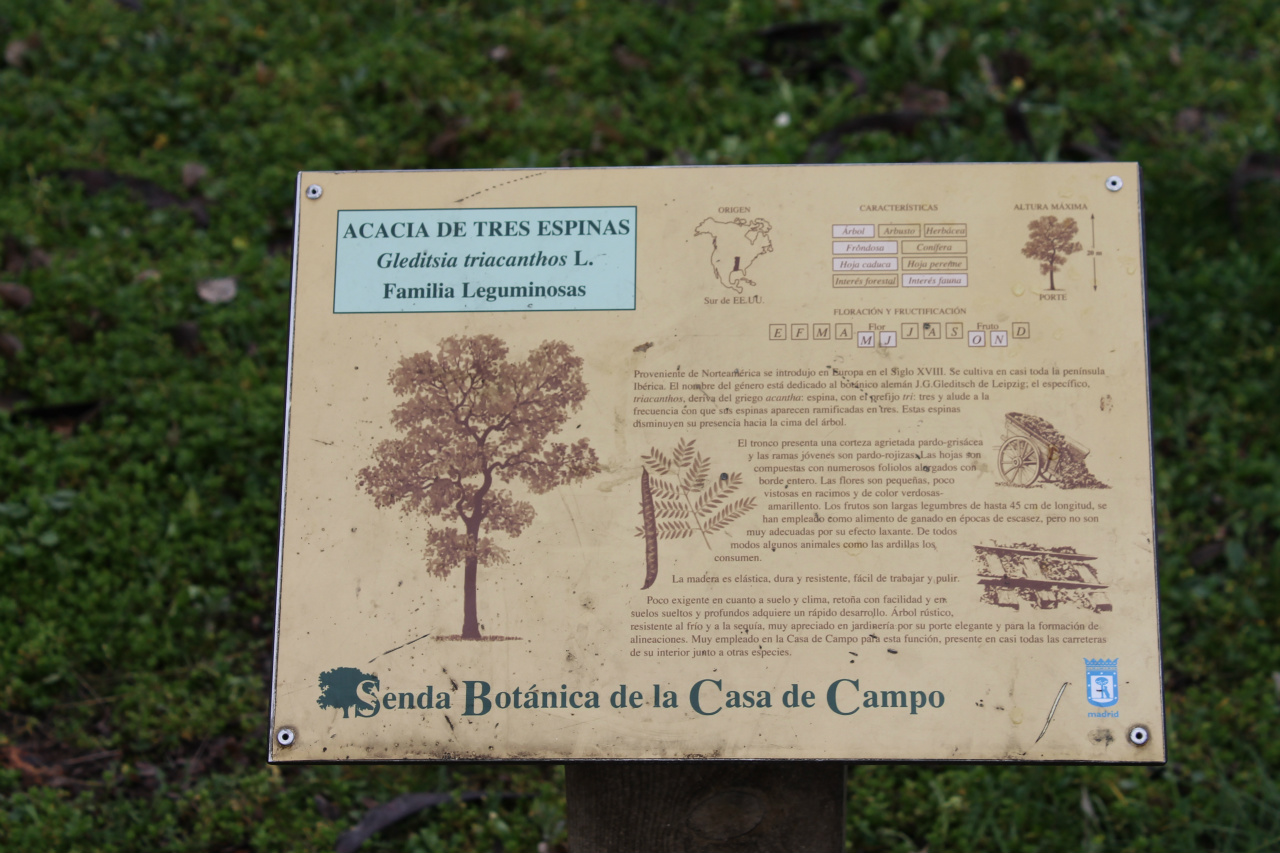 ACACIA DE TRES ESPINAS
Gleditsia triacanthos L.
Familia Leguminosas
ORIGEN
Sur de EE.UU.
CARACTERÍSTICAS
Árbol Arbusto Herbácea
Fróndosa Conífera
Hoja caduca Hoja perenne
Interés forestal Interés fauna
ALTURA MÁXIMA
20 m
PORTE
FLORACIÓN Y FRUCTIFICACIÓN
Flor Fruto
E F M A M J J A S O N D
Proveniente de Norteamérica se introdujo en Europa en el Siglo XVIII. Se cultiva en casi toda la península
Ibérica. El nombre del género está dedicado al botánico alemán J.G.Gleditsch de Leipzig; el específico,
triacanthos, deriva del griego acantha: espina, con el prefijo tri: tres y alude a la
frecuencia con que sus espinas aparecen ramificadas en tres. Estas espinas
disminuyen su presencia hacia la cima del árbol.
El tronco presenta una corteza agrietada pardo-grisácea
y las ramas jóvenes son pardo-rojizas. Las hojas son
compuestas con numerosos foliolos alargados con
borde entero. Las flores son pequeñas, poco
vistosas en racimos y de color verdosas-
amarillento. Los frutos son largas legumbres de hasta 45 cm de longitud, se
han empleado como alimento de ganado en épocas de escasez, pero no son
muy adecuadas por su efecto laxante. De todos
modos algunos animales como las ardillas los
consumen.
La madera es elástica, dura y resistente, fácil de trabajar y pulir.
Poco exigente en cuanto a suelo y clima, retoña con facilidad y en
suelos sueltos y profundos adquiere un rápido desarrollo. Árbol rústico,
resistente al frío y a la sequía, muy apreciado en jardinería por su porte elegante y para la formación de
alineaciones. Muy empleado en la Casa de Campo para esta función, presente en casi todas las carreteras
de su interior junto a otras especies.
Senda Botánica de la Casa de Campo
madrid